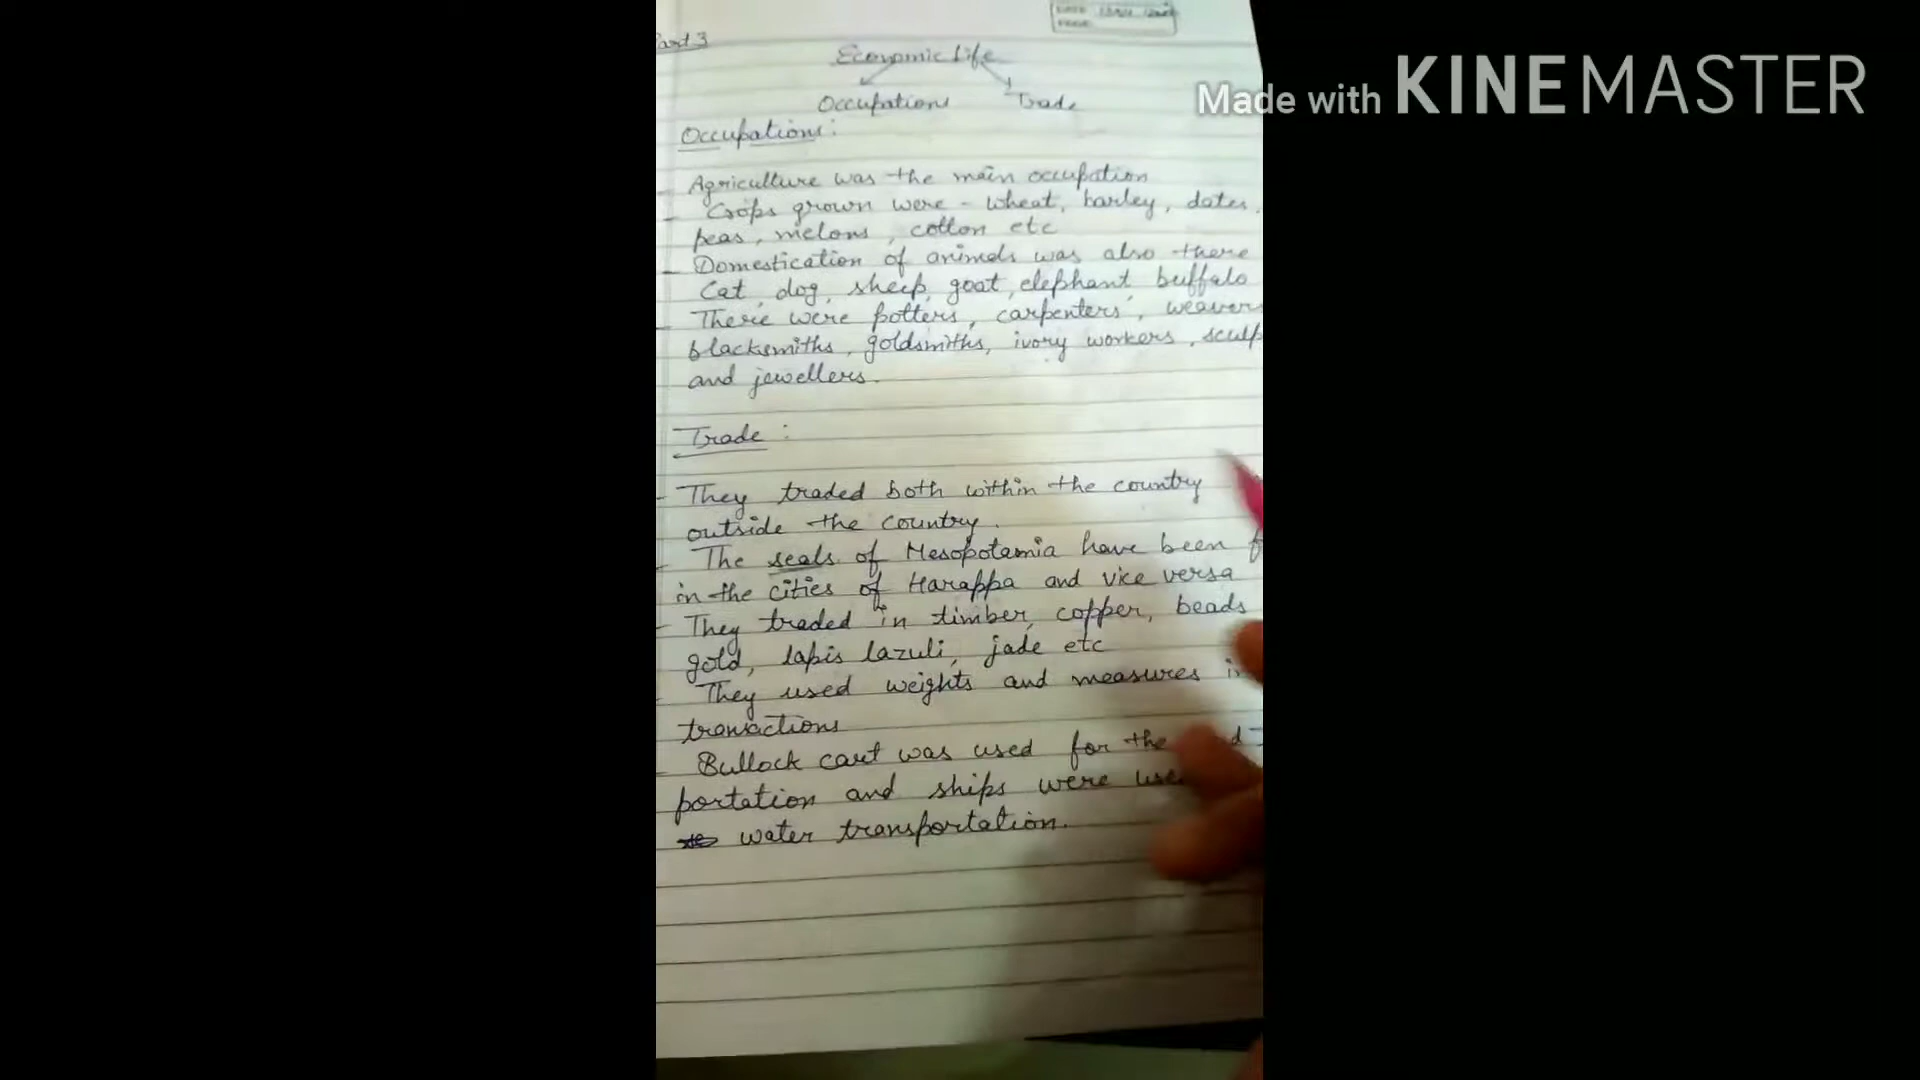 Part 3
Economic Life
Occupations Trade
Occupations:
- Agriculture was the main occupation
- Crops grown were - wheat, barley, dates,
peas, melons, cotton etc
- Domestication of animals was also there
Cat, dog, sheep, goat, elephant buffalo
- There were potters, carpenters, weavers
blacksmiths, goldsmiths, ivory workers, sculp
and jewellers.
Trade:
- They traded both within the country
outside the country.
- The seals of Mesopotamia have been f
in the cities of Harappa and vice versa
- They traded in timber, copper, beads
gold, lapis lazuli, jade etc
- They used weights and measures in
transactions
- Bullock cart was used for the
portation and ships were use
water transportation.
Made with KINEMASTER